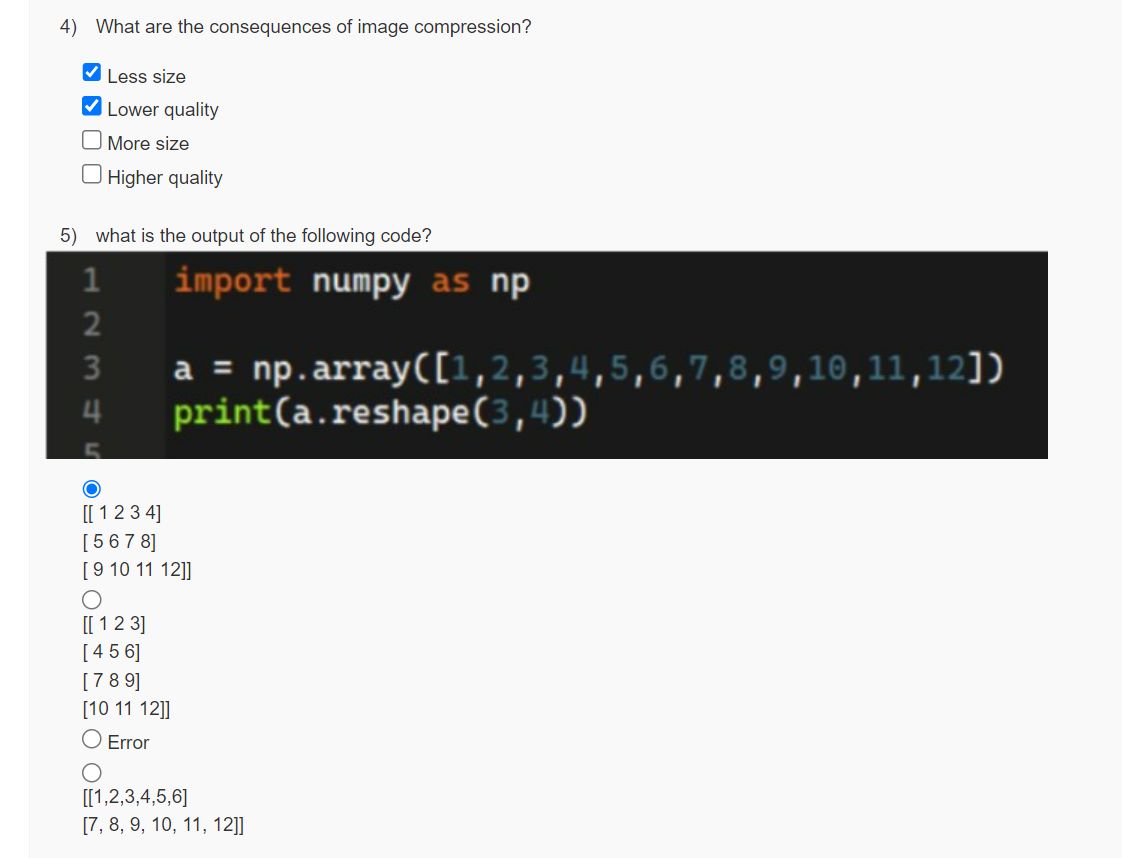 4) What are the consequences of image compression?
Less size
Lower quality
More size
Higher quality
5) what is the output of the following code?
1 import numpy as np
2
3 a = np.array([1,2,3,4,5,6,7,8,9,10,11,12])
4 print(a.reshape(3,4))
5
[[ 1 2 3 4]
[ 5 6 7 8]
[ 9 10 11 12]]
[[ 1 2 3]
[ 4 5 6]
[ 7 8 9]
[10 11 12]]
Error
[[1,2,3,4,5,6]
[7, 8, 9, 10, 11, 12]]